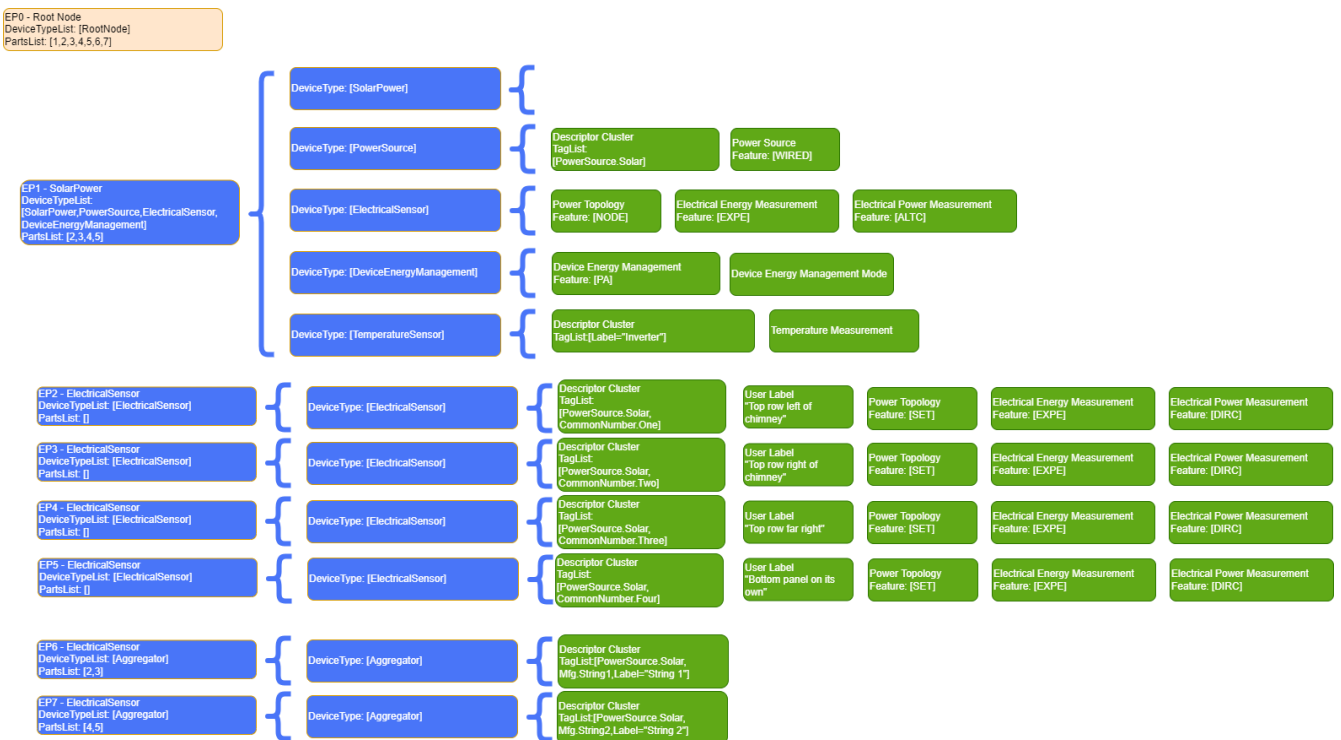 EP0 - Root Node
DeviceTypeList: [RootNode]
PartsList: [1,2,3,4,5,6,7]
EP1 - SolarPower
DeviceTypeList:
[SolarPower,PowerSource,ElectricalSensor,
DeviceEnergyManagement]
PartsList: [2,3,4,5]
DeviceType: [SolarPower]
DeviceType: [PowerSource]
Descriptor Cluster
TagList:
[PowerSource.Solar]
Power Source
Feature: [WIRED]
DeviceType: [ElectricalSensor]
Power Topology
Feature: [NODE]
Electrical Energy Measurement
Feature: [EXPE]
Electrical Power Measurement
Feature: [ALTC]
DeviceType: [DeviceEnergyManagement]
Device Energy Management
Feature: [PA]
Device Energy Management Mode
DeviceType: [TemperatureSensor]
Descriptor Cluster
TagList:[Label="Inverter"]
Temperature Measurement
EP2 - ElectricalSensor
DeviceTypeList: [ElectricalSensor]
PartsList: []
DeviceType: [ElectricalSensor]
Descriptor Cluster
TagList:
[PowerSource.Solar,
CommonNumber.One]
User Label
"Top row left of
chimney"
Power Topology
Feature: [SET]
Electrical Energy Measurement
Feature: [EXPE]
Electrical Power Measurement
Feature: [DIRC]
EP3 - ElectricalSensor
DeviceTypeList: [ElectricalSensor]
PartsList: []
DeviceType: [ElectricalSensor]
Descriptor Cluster
TagList:
[PowerSource.Solar,
CommonNumber.Two]
User Label
"Top row right of
chimney"
Power Topology
Feature: [SET]
Electrical Energy Measurement
Feature: [EXPE]
Electrical Power Measurement
Feature: [DIRC]
EP4 - ElectricalSensor
DeviceTypeList: [ElectricalSensor]
PartsList: []
DeviceType: [ElectricalSensor]
Descriptor Cluster
TagList:
[PowerSource.Solar,
CommonNumber.Three]
User Label
"Top row far right"
Power Topology
Feature: [SET]
Electrical Energy Measurement
Feature: [EXPE]
Electrical Power Measurement
Feature: [DIRC]
EP5 - ElectricalSensor
DeviceTypeList: [ElectricalSensor]
PartsList: []
DeviceType: [ElectricalSensor]
Descriptor Cluster
TagList:
[PowerSource.Solar,
CommonNumber.Four]
User Label
"Bottom panel on its
own"
Power Topology
Feature: [SET]
Electrical Energy Measurement
Feature: [EXPE]
Electrical Power Measurement
Feature: [DIRC]
EP6 - ElectricalSensor
DeviceTypeList: [Aggregator]
PartsList: [2,3]
DeviceType: [Aggregator]
Descriptor Cluster
TagList:[PowerSource.Solar,
Mfg.String1,Label="String 1"]
EP7 - ElectricalSensor
DeviceTypeList: [Aggregator]
PartsList: [4,5]
DeviceType: [Aggregator]
Descriptor Cluster
TagList:[PowerSource.Solar,
Mfg.String2,Label="String 2"]